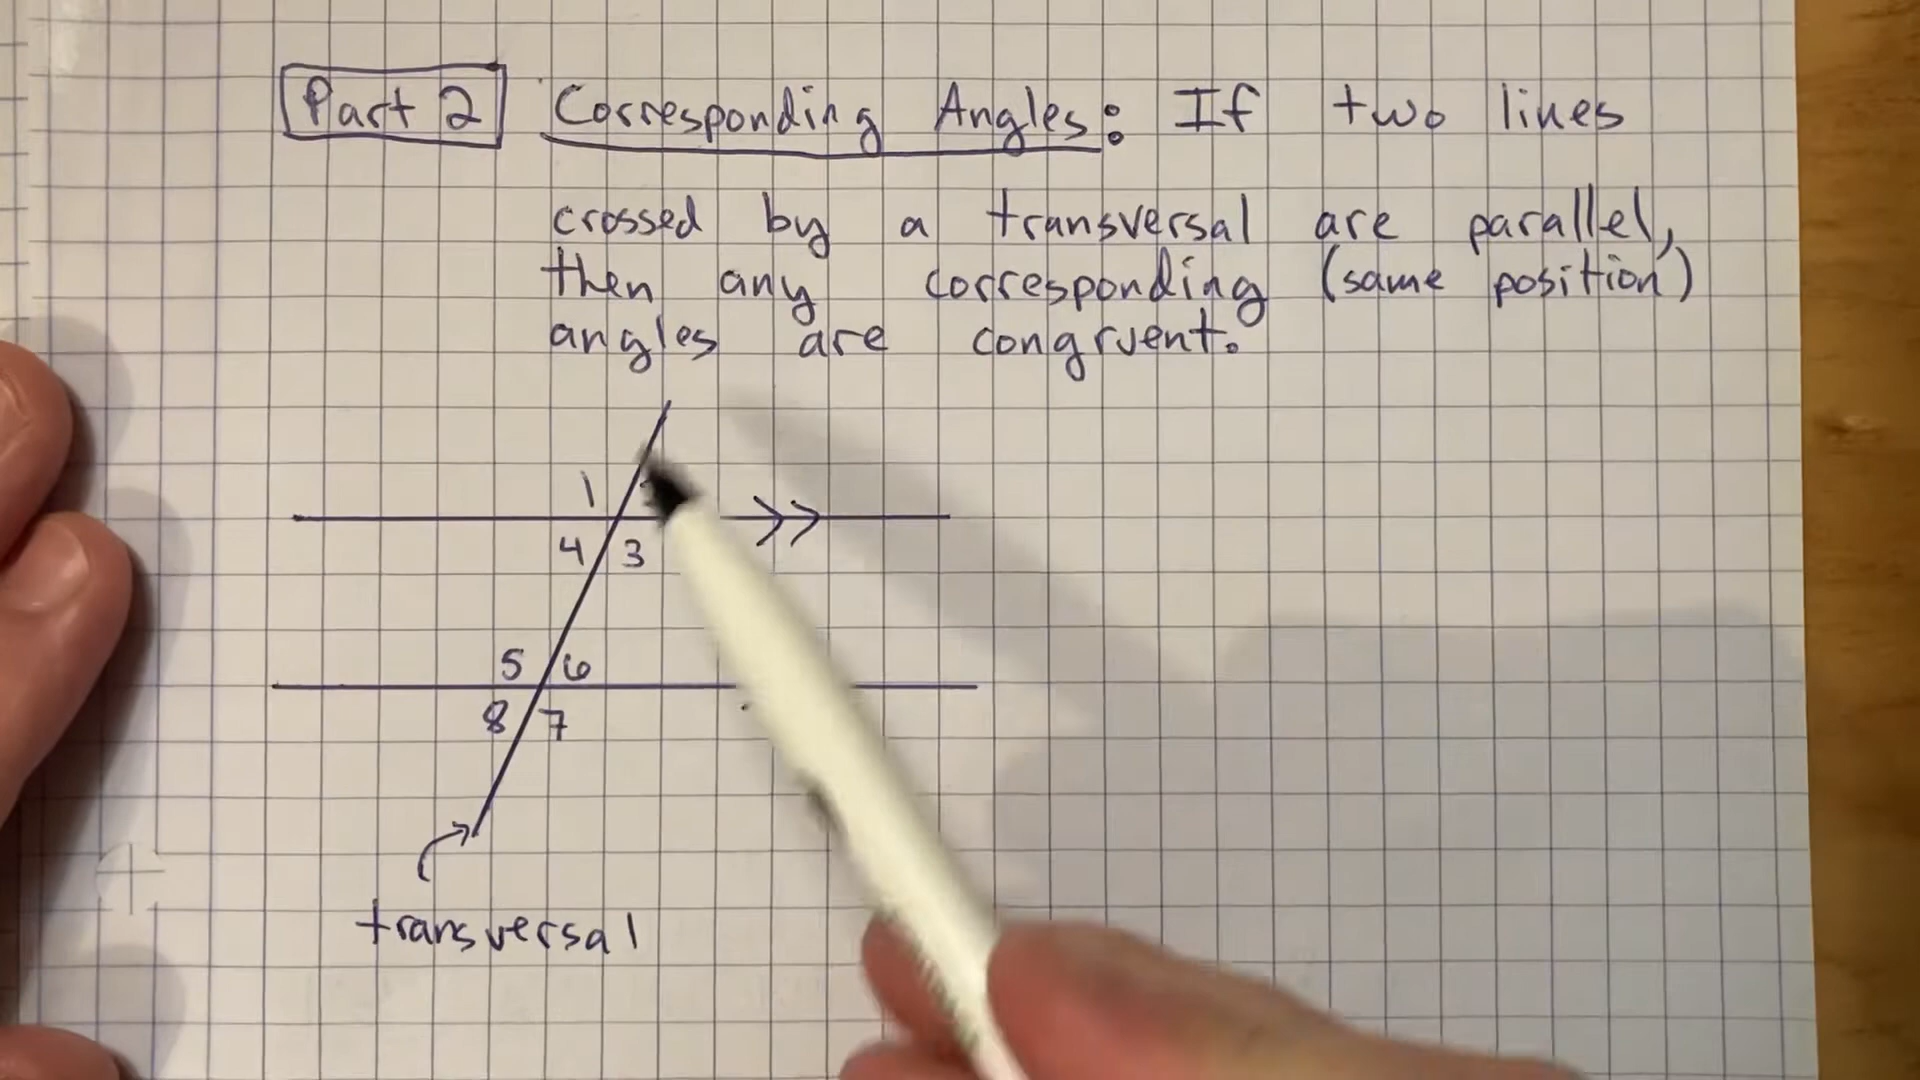 Part 2 Corresponding Angles: If two lines
crossed by a transversal are parallel,
then any corresponding (same position)
angles are congruent.
1
4 3
5 6
8 7
transversal